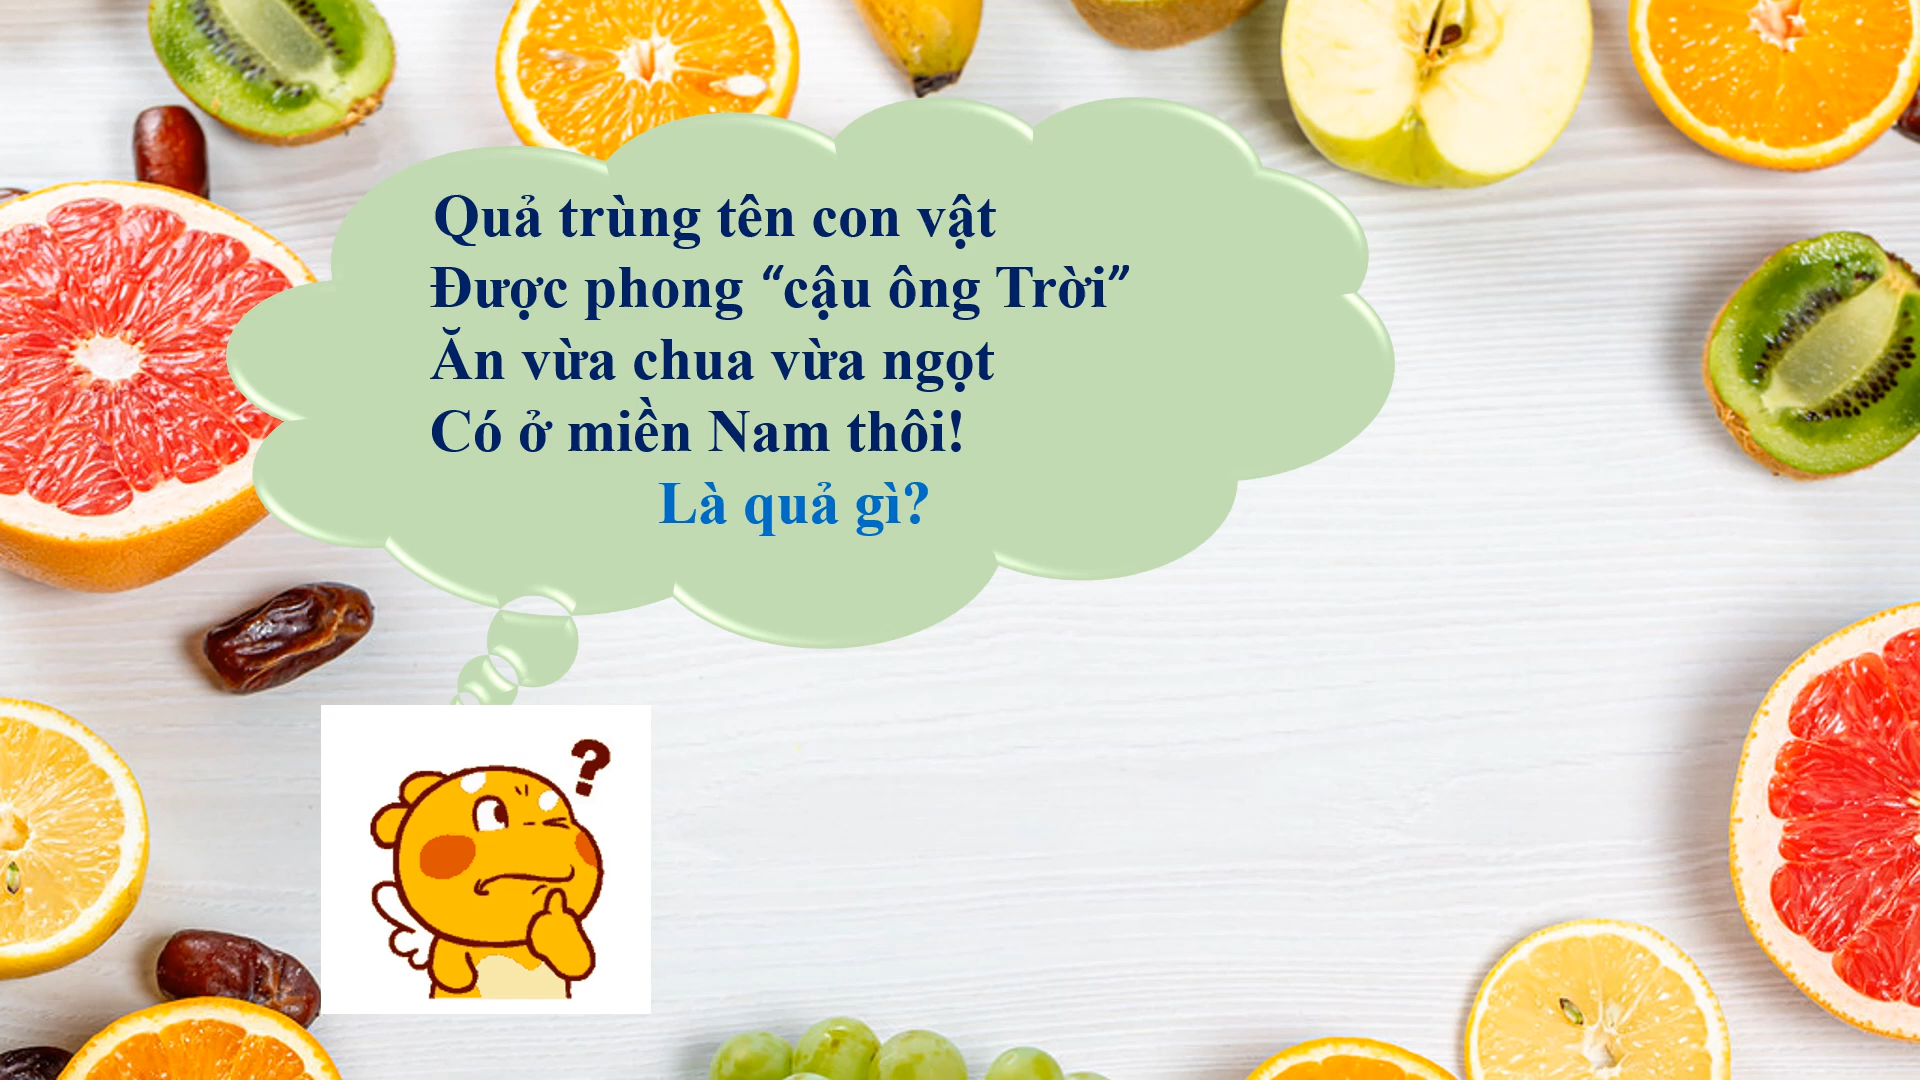 Quả trùng tên con vật
Được phong “cậu ông Trời”
Ăn vừa chua vừa ngọt
Có ở miền Nam thôi!
Là quả gì?
?